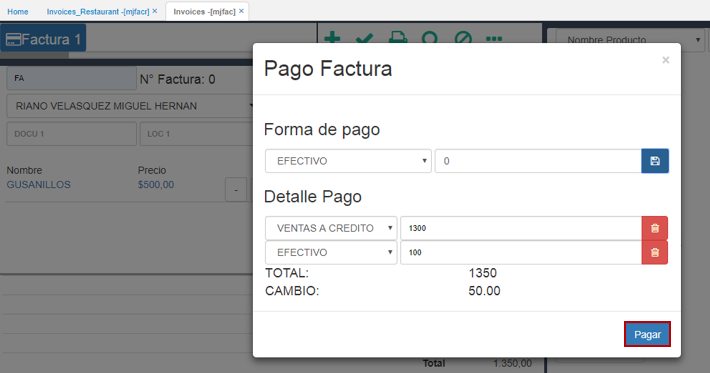 Home Invoices_Restaurant -[mjfacr] × Invoices -[mjfac] ×
Factura 1
Nombre Producto
FA N° Factura: 0
RIANO VELASQUEZ MIGUEL HERNAN
DOCU 1 LOC 1
Nombre Precio
GUSANILLOS $500,00 -
Pago Factura ×
Forma de pago
EFECTIVO 0
Detalle Pago
VENTAS A CREDITO 1300
EFECTIVO 100
TOTAL: 1350
CAMBIO: 50.00
Pagar
Total 1.350,00